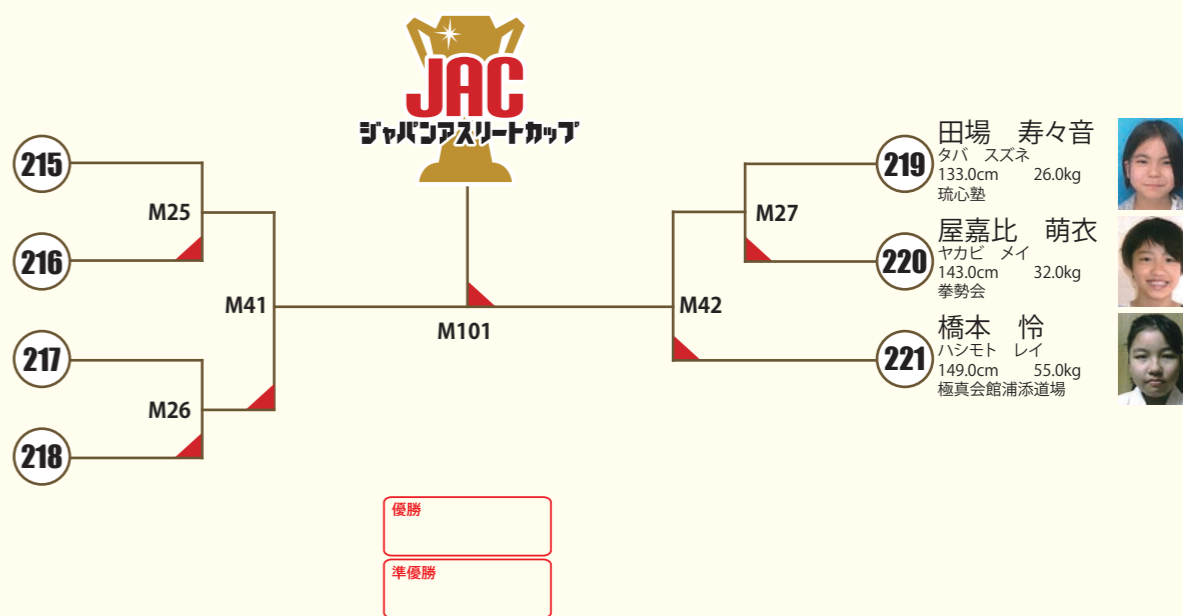 JAC
ジャパンアスリートカップ
215
216
217
218
M25
M26
M41
M101
M42
M27
219
田場 寿々音
タバ スズネ
133.0cm 26.0kg
琉心塾
220
屋嘉比 萌衣
ヤカビ メイ
143.0cm 32.0kg
拳勢会
221
橋本 怜
ハシモト レイ
149.0cm 55.0kg
極真会館浦添道場
優勝
準優勝